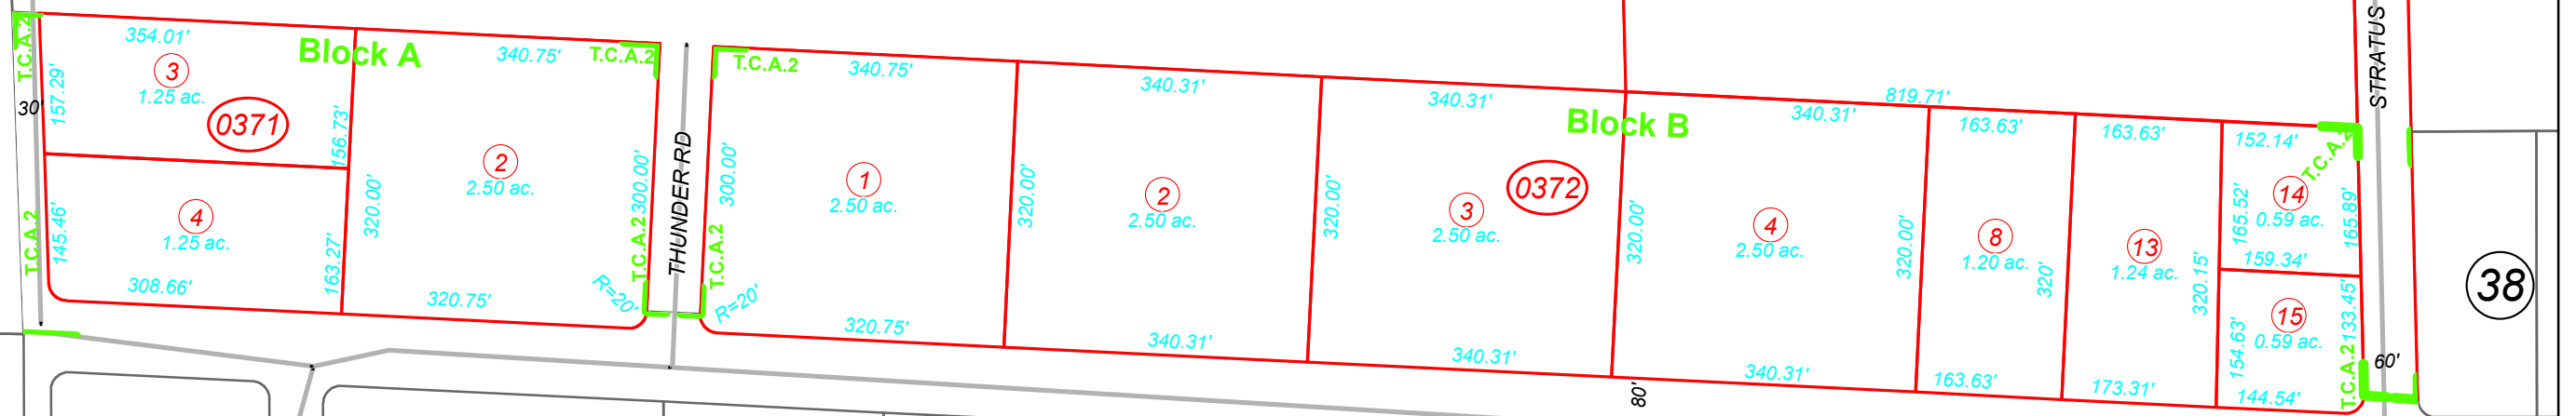 T.C.A.2
354.01'
Block A
3
1.25 ac.
157.29'
30'
0371
156.73'
340.75'
T.C.A.2
2
2.50 ac.
320.00'
300.00'
4
1.25 ac.
T.C.A.2
145.46'
163.27'
308.66'
320.75'
R=20'
T.C.A.2
THUNDER RD
T.C.A.2
340.75'
300.00'
1
2.50 ac.
320.00'
T.C.A.2
R=20'
320.75'
340.31'
2
2.50 ac.
320.00'
340.31'
340.31'
Block B
0372
3
2.50 ac.
320.00'
340.31'
819.71'
340.31'
4
2.50 ac.
320.00'
340.31'
80'
163.63'
8
1.20 ac.
320'
163.63'
163.63'
13
1.24 ac.
320.15'
173.31'
152.14'
T.C.A.2
14
0.59 ac.
165.52'
165.89'
159.34'
15
0.59 ac.
154.63'
133.45'
144.54'
T.C.A.2
STRATUS
60'
38